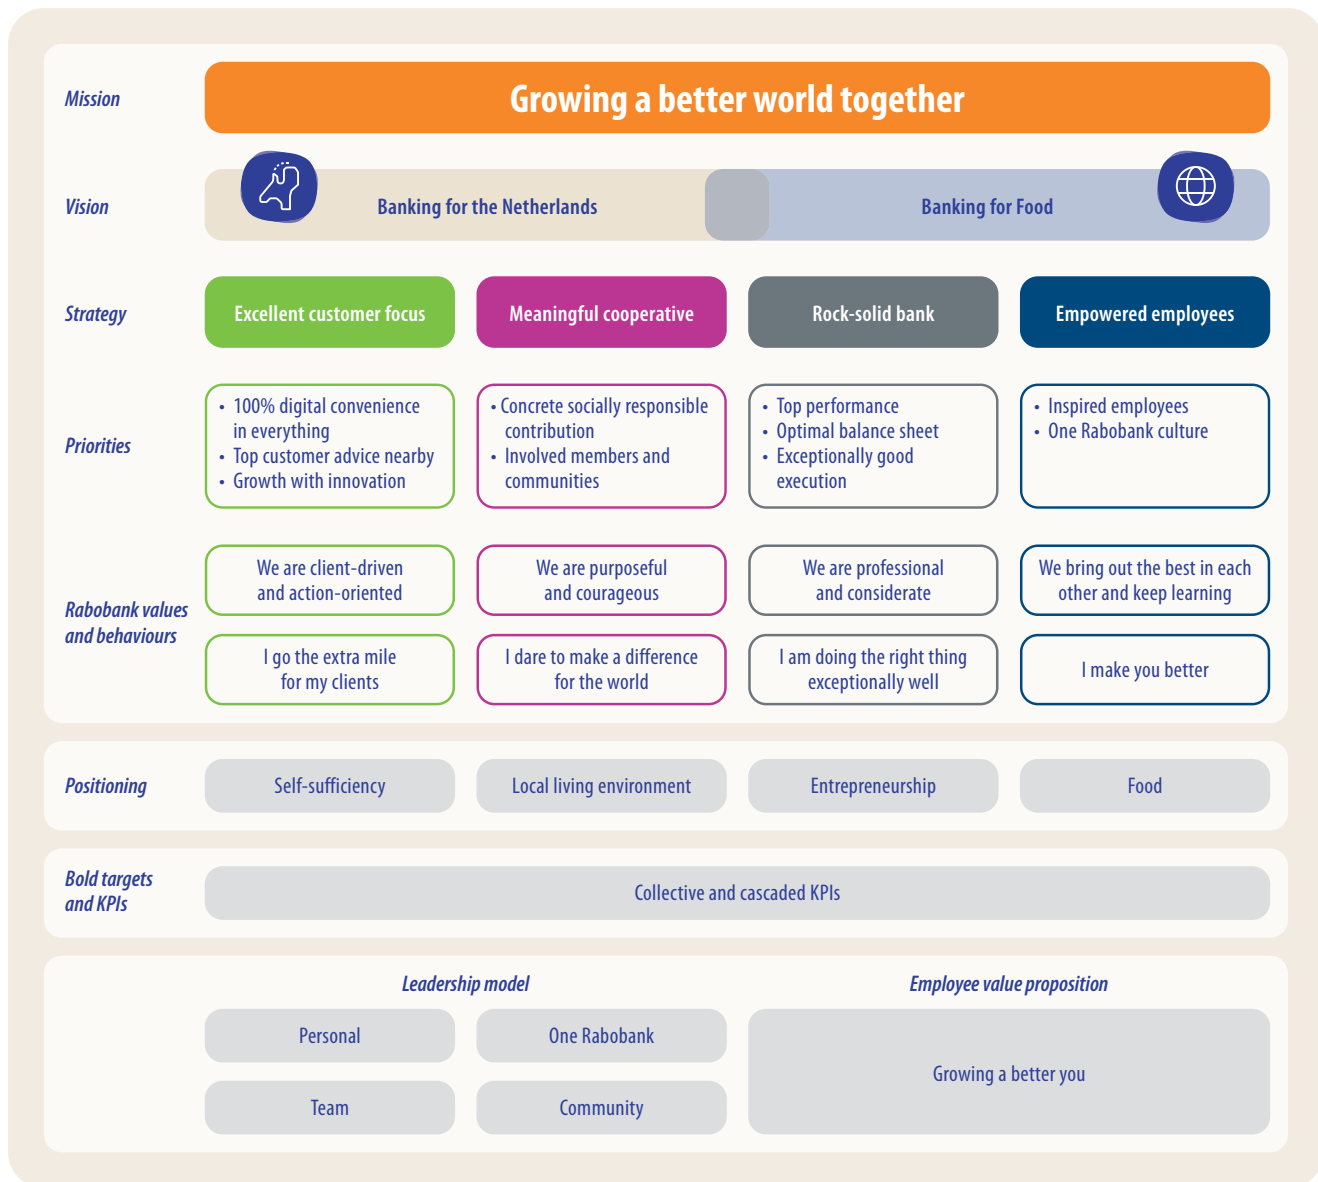 Mission
Growing a better world together
Vision
Banking for the Netherlands
Banking for Food
Strategy
Excellent customer focus
Meaningful cooperative
Rock-solid bank
Empowered employees
Priorities
• 100% digital convenience
in everything
• Top customer advice nearby
• Growth with innovation
• Concrete socially responsible
contribution
• Involved members and
communities
• Top performance
• Optimal balance sheet
• Exceptionally good
execution
• Inspired employees
• One Rabobank culture
Rabobank values
and behaviours
We are client-driven
and action-oriented
We are purposeful
and courageous
We are professional
and considerate
We bring out the best in each
other and keep learning
I go the extra mile
for my clients
I dare to make a difference
for the world
I am doing the right thing
exceptionally well
I make you better
Positioning
Self-sufficiency
Local living environment
Entrepreneurship
Food
Bold targets
and KPIs
Collective and cascaded KPIs
Leadership model
Employee value proposition
Personal
One Rabobank
Team
Community
Growing a better you